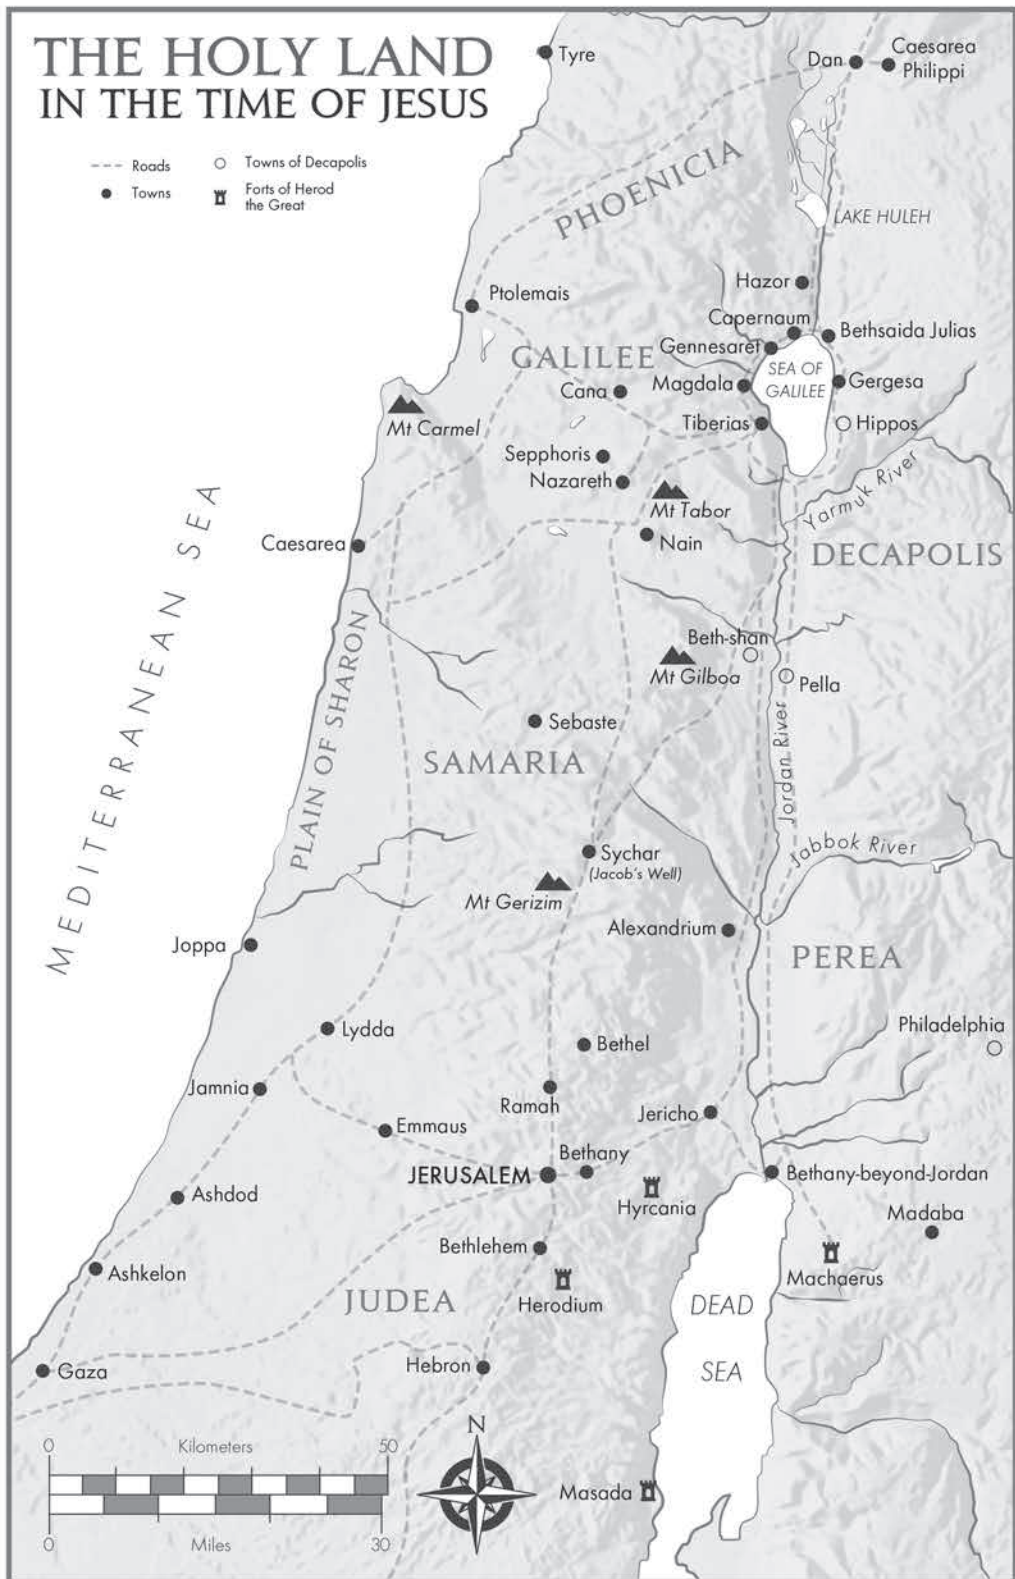 THE HOLY LAND
IN THE TIME OF JESUS
Roads
Towns
Towns of Decapolis
Forts of Herod
the Great
Tyre
Dan
Caesarea
Philippi
PHOENICIA
LAKE HULEH
Hazor
Ptolemais
Capernaum
Bethsaida Julias
Gennesaret
GALILEE
SEA OF
GALILEE
Cana
Magdala
Gergesa
Mt Carmel
Tiberias
Hippos
Sepphoris
Nazareth
Yarmuk River
Mt Tabor
Nain
Caesarea
DECAPOLIS
MEDITERRANEAN SEA
PLAIN OF SHARON
Beth-shan
Mt Gilboa
Pella
Sebaste
Jordan River
SAMARIA
Jabbok River
Sychar
(Jacob's Well)
Mt Gerizim
Alexandrium
Joppa
PEREA
Lydda
Philadelphia
Bethel
Jamnia
Ramah
Jericho
Emmaus
Bethany
JERUSALEM
Bethany-beyond-Jordan
Ashdod
Hyrcania
Madaba
Bethlehem
Ashkelon
Machaerus
Herodium
JUDEA
DEAD
SEA
Gaza
Hebron
N
0
Kilometers
50
Masada
0
Miles
30